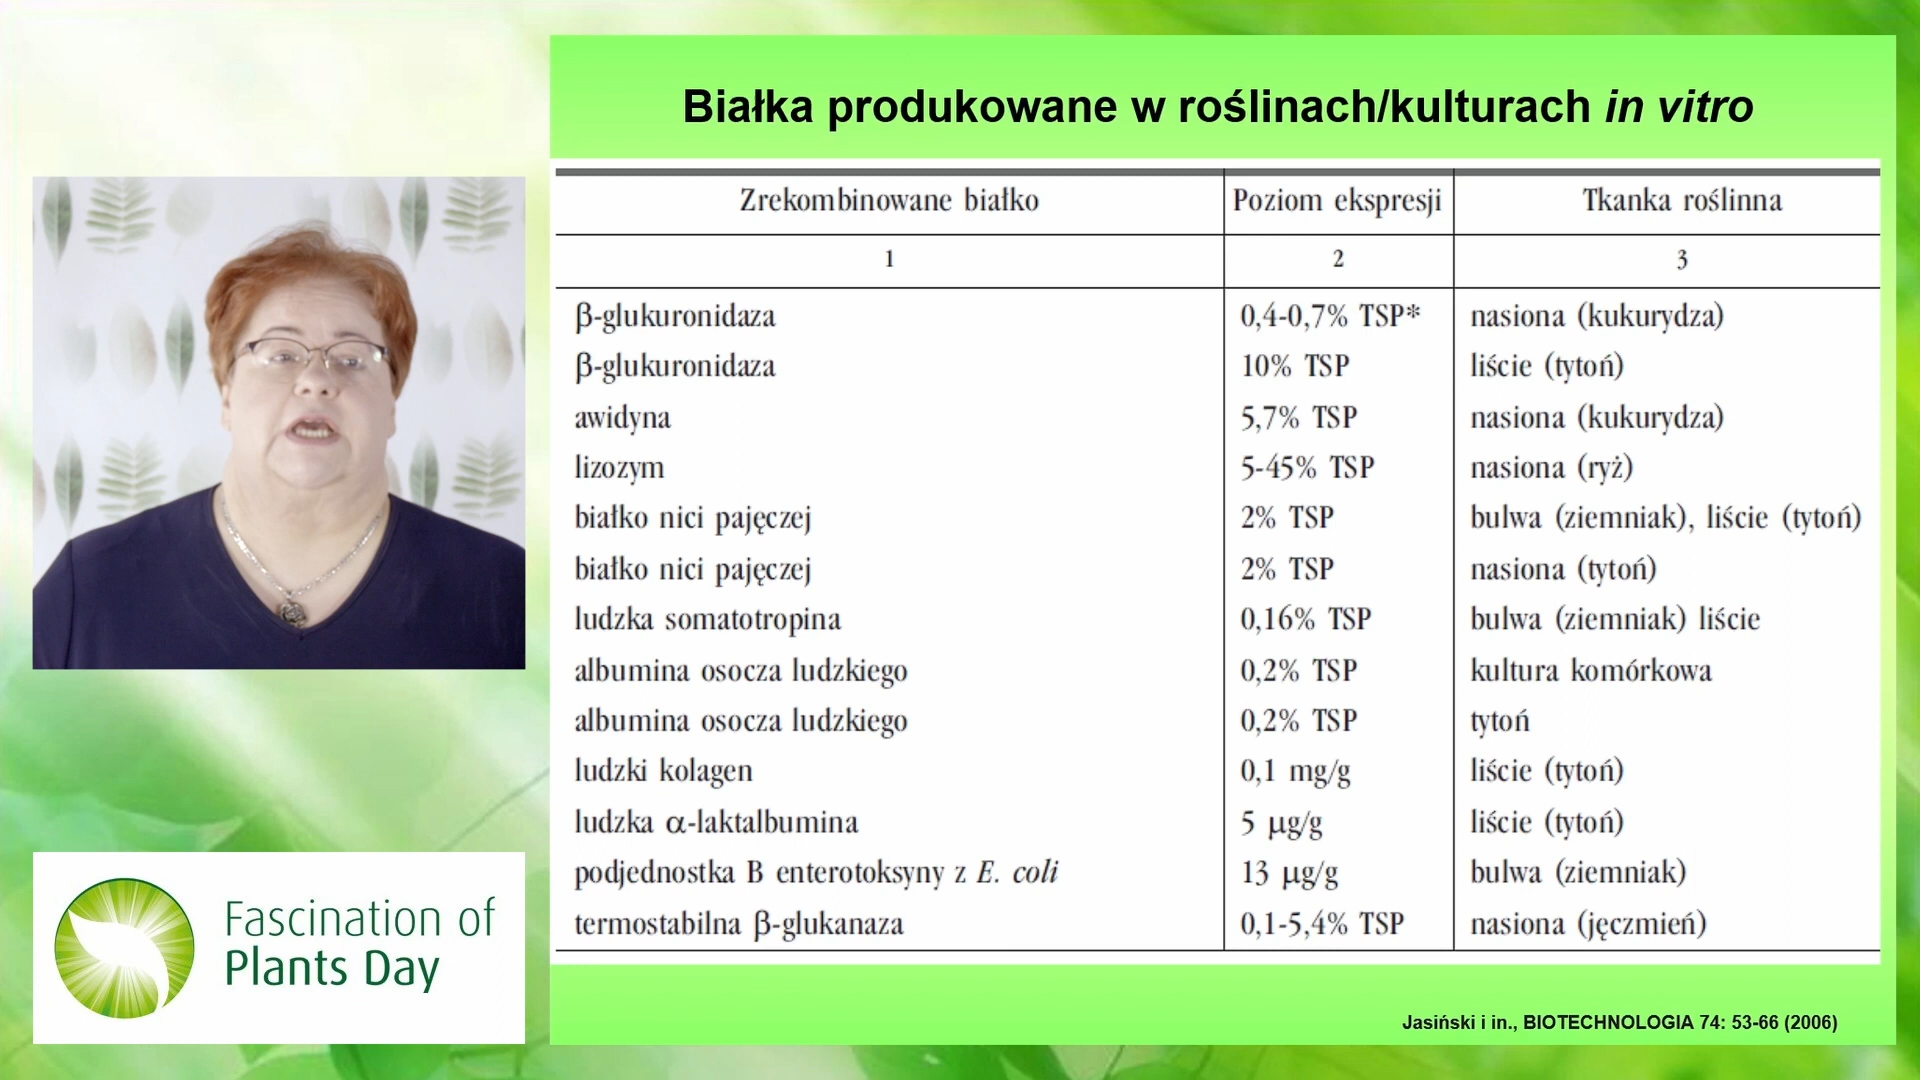 Białka produkowane w roślinach/kulturach in vitro
Zrekombinowane białko Poziom ekspresji Tkanka roślinna
1 2 3
β-glukuronidaza 0,4-0,7% TSP* nasiona (kukurydza)
β-glukuronidaza 10% TSP liście (tytoń)
awidyna 5,7% TSP nasiona (kukurydza)
lizozym 5-45% TSP nasiona (ryż)
białko nici pajęczej 2% TSP bulwa (ziemniak), liście (tytoń)
białko nici pajęczej 2% TSP nasiona (tytoń)
ludzka somatotropina 0,16% TSP bulwa (ziemniak) liście
albumina osocza ludzkiego 0,2% TSP kultura komórkowa
albumina osocza ludzkiego 0,2% TSP tytoń
ludzki kolagen 0,1 mg/g liście (tytoń)
ludzka α-laktalbumina 5 μg/g liście (tytoń)
podjednostka B enterotoksyny z E. coli 13 μg/g bulwa (ziemniak)
termostabilna β-glukanaza 0,1-5,4% TSP nasiona (jęczmień)
Jasiński i in., BIOTECHNOLOGIA 74: 53-66 (2006)
Fascination of
Plants Day